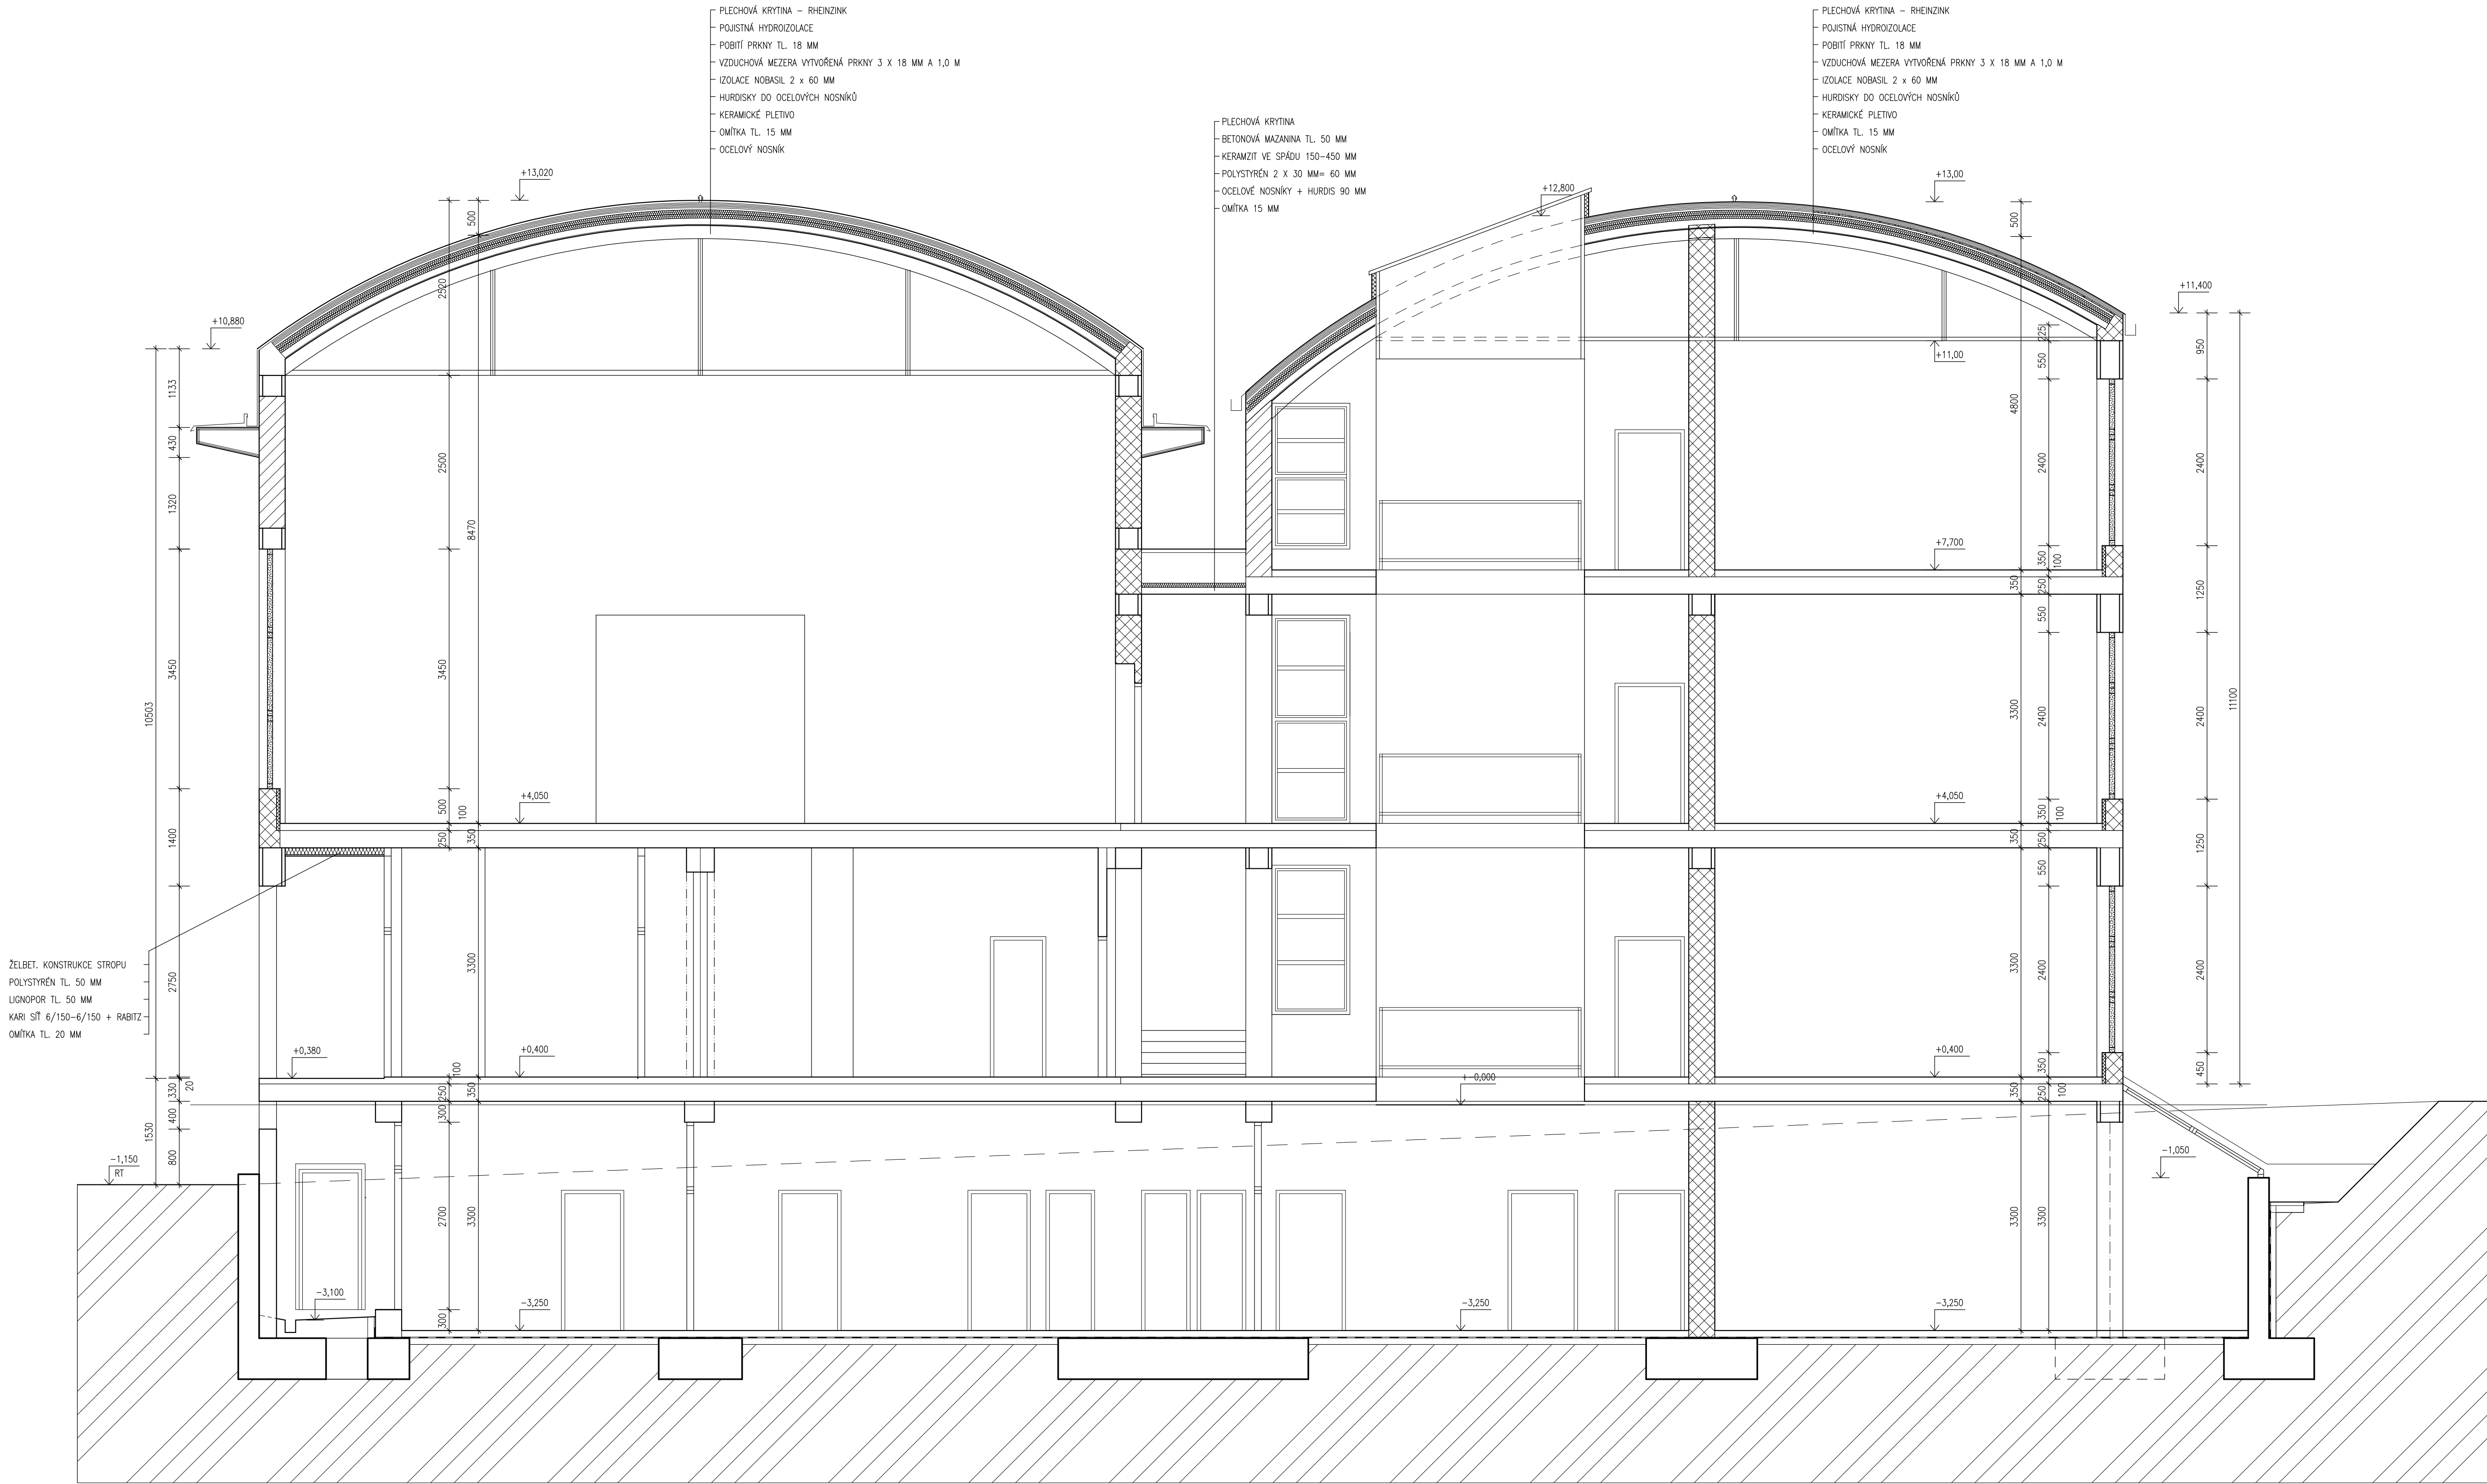 PLECHOVÁ KRYTINA – RHEINZINK
POJISTNÁ HYDROIZOLACE
POBITÍ PRKNY TL. 18 MM
VZDUCHOVÁ MEZERA VYTVOŘENÁ PRKNY 3 X 18 MM A 1,0 M
IZOLACE NOBASIL 2 x 60 MM
HURDISKY DO OCELOVÝCH NOSNÍKŮ
KERAMICKÉ PLETIVO
OMÍTKA TL. 15 MM
OCELOVÝ NOSNÍK
PLECHOVÁ KRYTINA
BETONOVÁ MAZANINA TL. 50 MM
KERAMZIT VE SPÁDU 150–450 MM
POLYSTYRÉN 2 X 30 MM= 60 MM
OCELOVÉ NOSNÍKY + HURDIS 90 MM
OMÍTKA 15 MM
PLECHOVÁ KRYTINA – RHEINZINK
POJISTNÁ HYDROIZOLACE
POBITÍ PRKNY TL. 18 MM
VZDUCHOVÁ MEZERA VYTVOŘENÁ PRKNY 3 X 18 MM A 1,0 M
IZOLACE NOBASIL 2 x 60 MM
HURDISKY DO OCELOVÝCH NOSNÍKŮ
KERAMICKÉ PLETIVO
OMÍTKA TL. 15 MM
OCELOVÝ NOSNÍK
ŽELBET. KONSTRUKCE STROPU
POLYSTYRÉN TL. 50 MM
LIGNOPOR TL. 50 MM
KARI SÍŤ 6/150–6/150 + RABITZ
OMÍTKA TL. 20 MM
+13,020
+12,800
+13,00
+10,880
+11,400
+11,00
+7,700
+4,050
+4,050
+0,380
+0,400
+0,400
+-0,000
-1,150
RT
-1,050
-3,100
-3,250
-3,250
-3,250
10503
1530
1133
430
1320
3450
1400
2750
20
330
400
800
2520
2500
3450
500
250
250
300
2700
300
500
8470
100
350
3300
100
350
3300
500
4800
350
3300
350
3300
350
3300
225
550
2400
350
100
250
550
2400
350
100
250
550
2400
350
100
250
3300
950
2400
1250
2400
1250
2400
450
11100